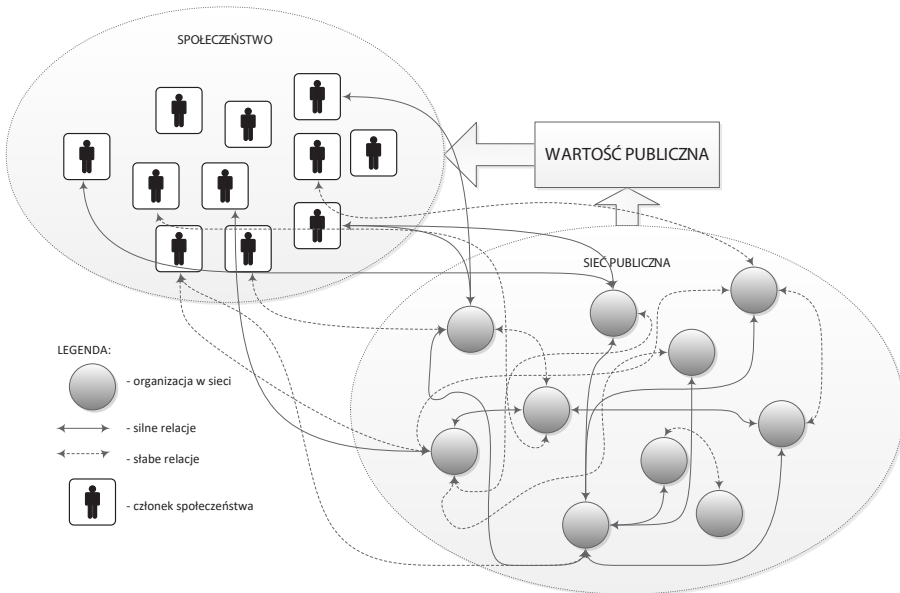 SPOŁECZEŃSTWO
WARTOŚĆ PUBLICZNA
SIEĆ PUBLICZNA
LEGENDA:
- organizacja w sieci
- silne relacje
- słabe relacje
- członek społeczeństwa